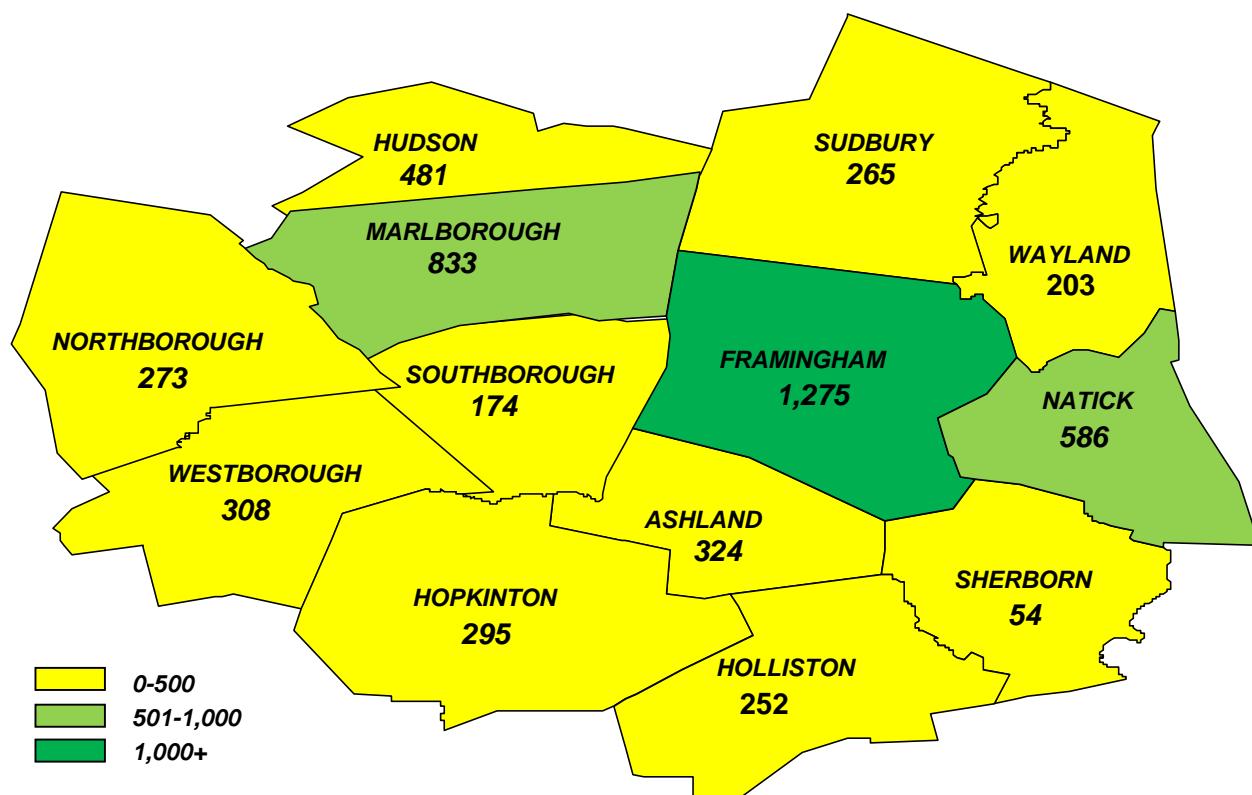 HUDSON
481
SUDBURY
265
MARLBOROUGH
833
WAYLAND
203
NORTHBOROUGH
273
SOUTHBOROUGH
174
FRAMINGHAM
1,275
NATICK
586
WESTBOROUGH
308
ASHLAND
324
SHERBORN
54
HOPKINTON
295
HOLLISTON
252
0-500
501-1,000
1,000+